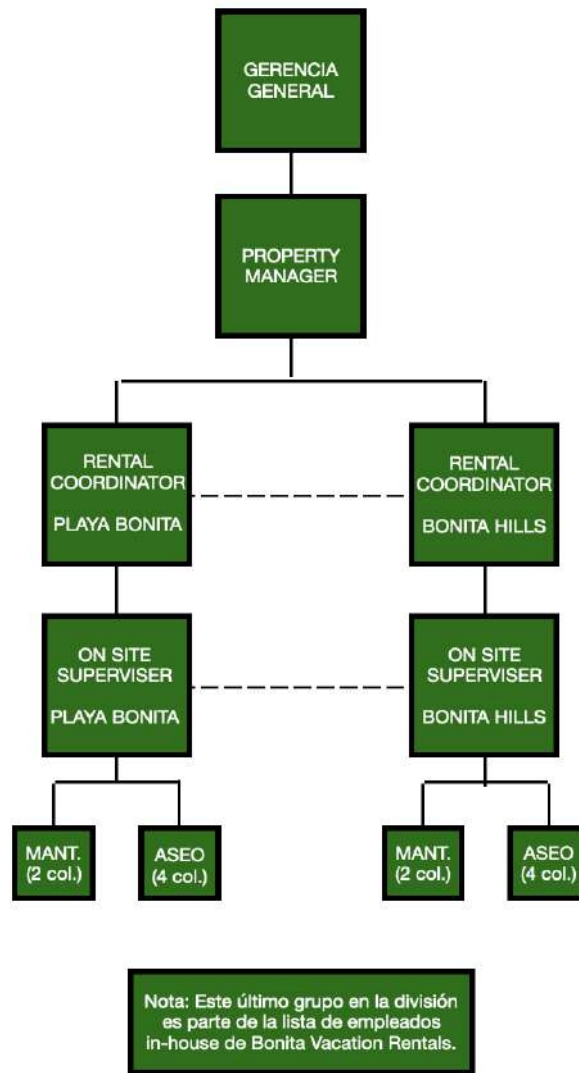 GERENCIA
GENERAL
PROPERTY
MANAGER
RENTAL
COORDINATOR
PLAYA BONITA
RENTAL
COORDINATOR
BONITA HILLS
ON SITE
SUPERVISER
PLAYA BONITA
ON SITE
SUPERVISER
BONITA HILLS
MANT.
(2 col.)
ASEO
(4 col.)
MANT.
(2 col.)
ASEO
(4 col.)
Nota: Este último grupo en la división
es parte de la lista de empleados
in-house de Bonita Vacation Rentals.